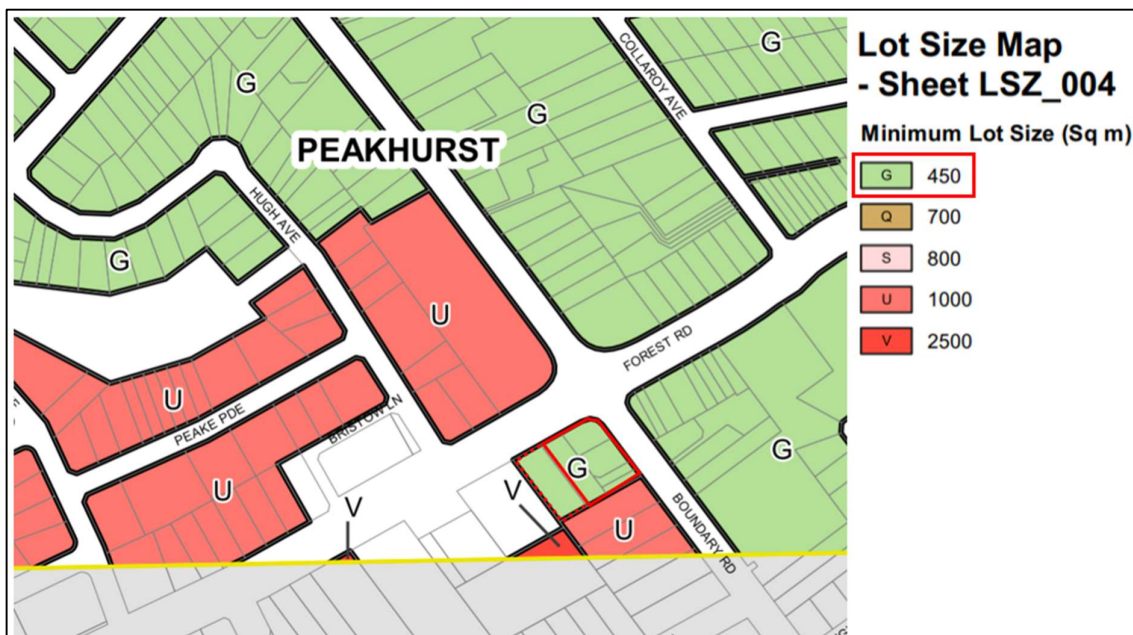 Lot Size Map
- Sheet LSZ_004
Minimum Lot Size (Sq m)
G 450
Q 700
S 800
U 1000
V 2500
G
G
COLLAROY AVE
G
PEAKHURST
HUGH AVE
G
U
FOREST RD
U
PEAKE PDE
BRISTOW LN
G
G
V
U
V
U
BOUNDARY RD